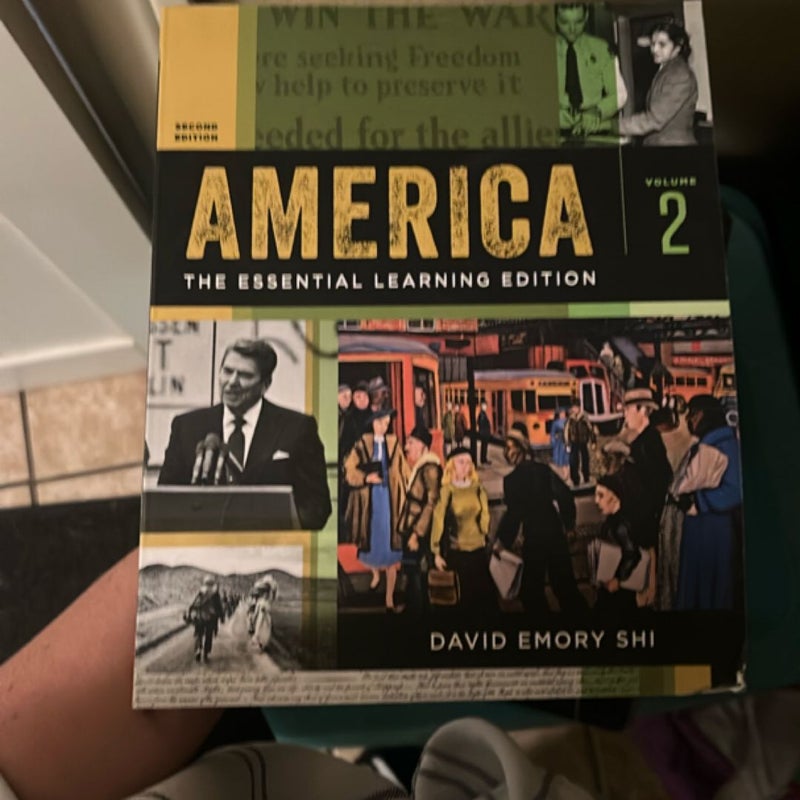 WIN THE WAR
re seeking Freedom
help to preserve it
eeded for the allie
SECOND
EDITION
AMERICA
VOLUME
2
THE ESSENTIAL LEARNING EDITION
T
LIN
DAVID EMORY SHI